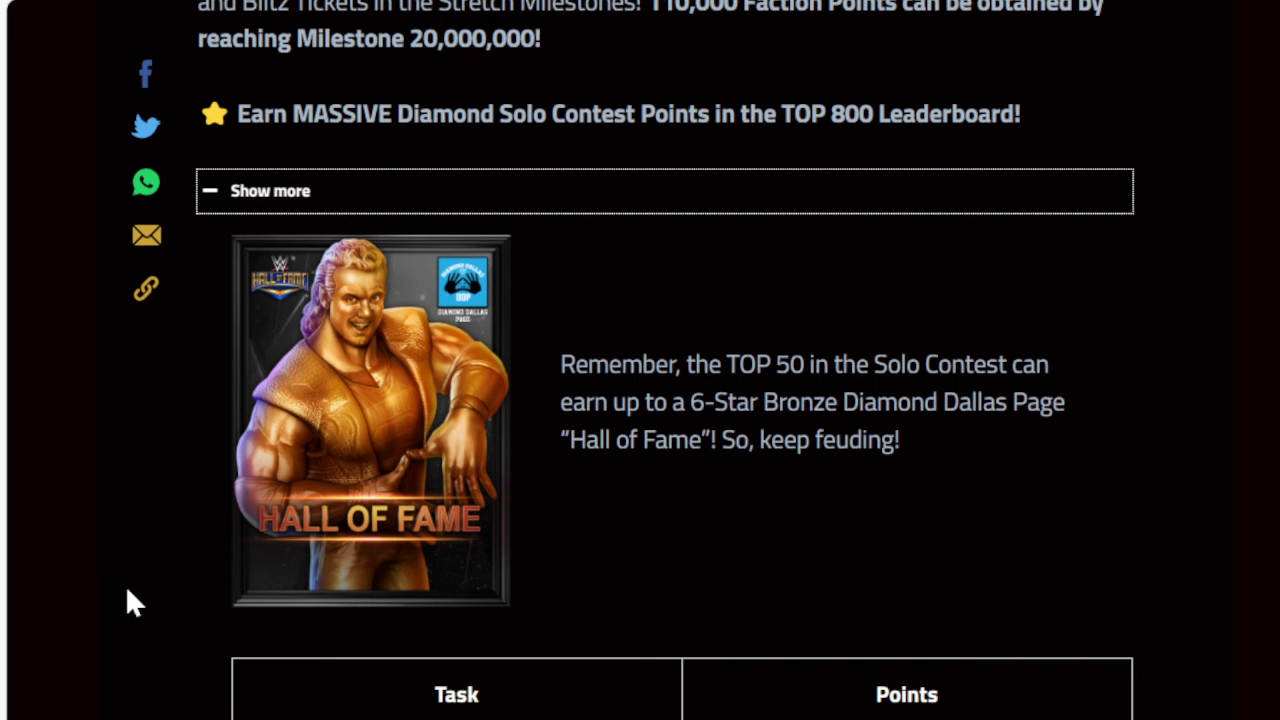 and Blitz Tickets in the Stretch Milestones! 110,000 Faction Points can be obtained by
reaching Milestone 20,000,000!
Earn MASSIVE Diamond Solo Contest Points in the TOP 800 Leaderboard!
Show more
W
HALL OF FAME
DIAMOND DALLAS
DDP
DIAMOND DALLAS
PAGE
HALL OF FAME
Remember, the TOP 50 in the Solo Contest can
earn up to a 6-Star Bronze Diamond Dallas Page
“Hall of Fame”! So, keep feuding!
Task Points